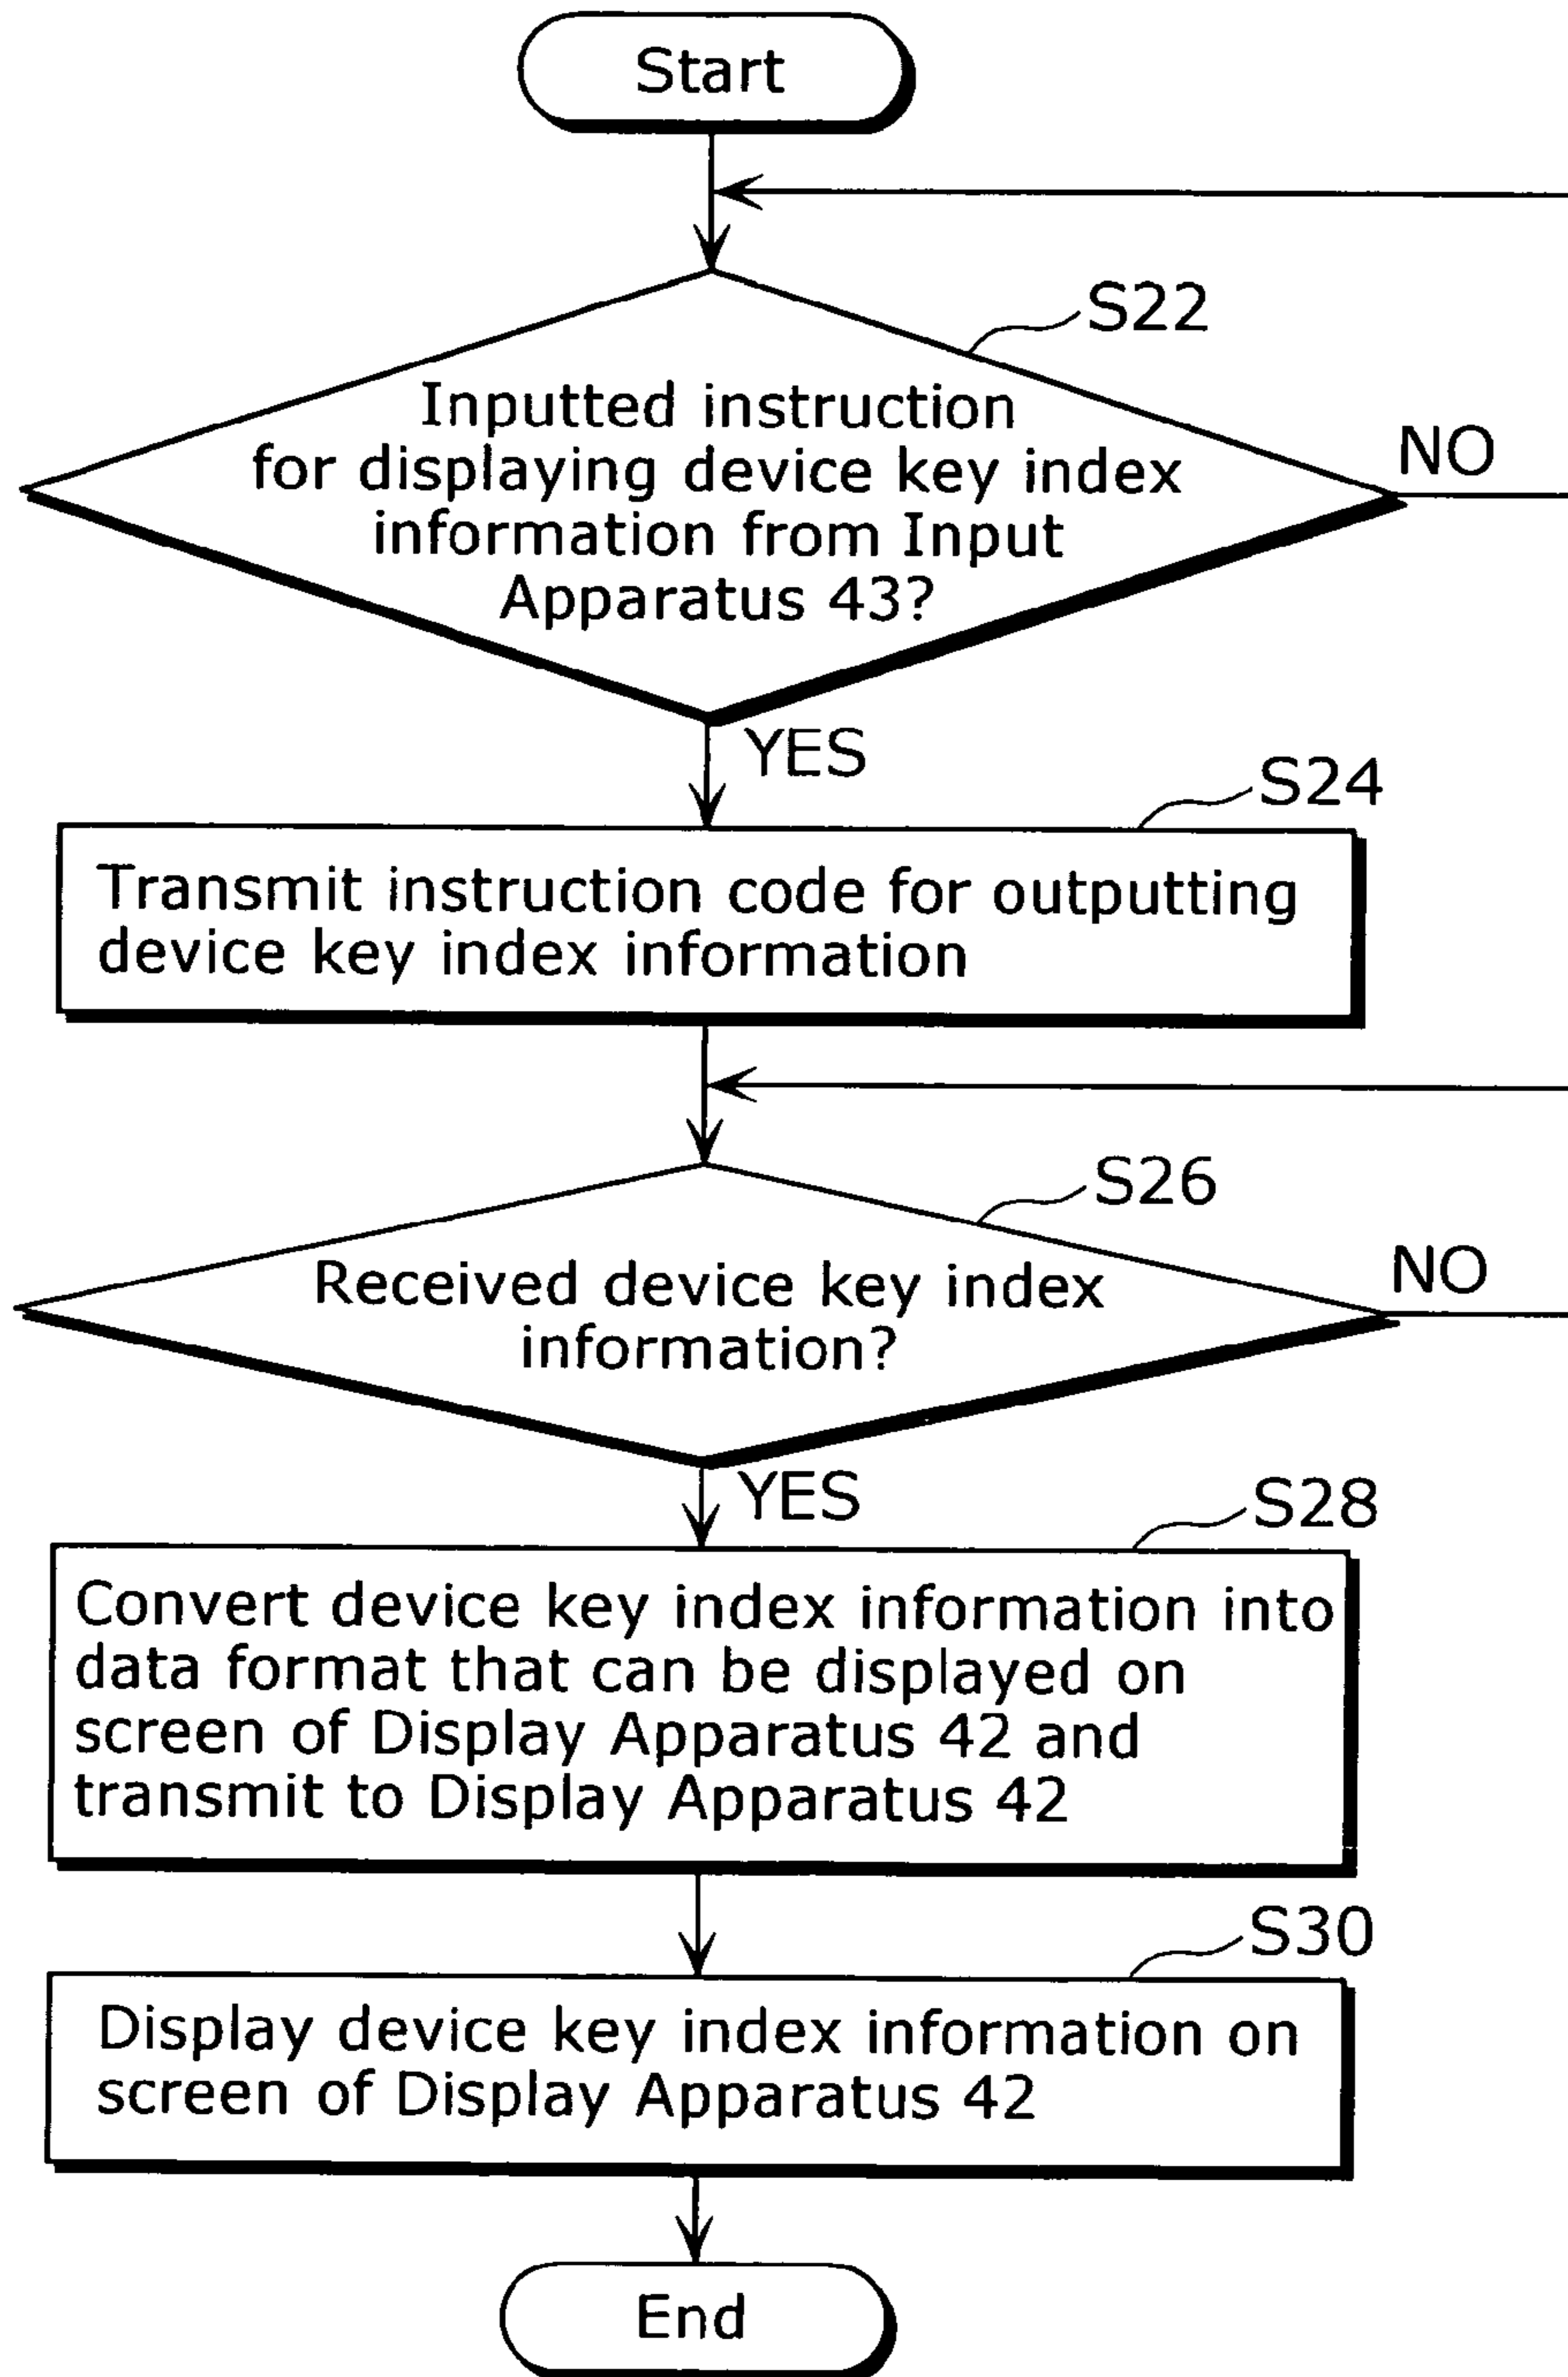 Start
S22
Inputted instruction
for displaying device key index
information from Input
Apparatus 43?
NO
YES
S24
Transmit instruction code for outputting
device key index information
S26
Received device key index
information?
NO
YES
S28
Convert device key index information into
data format that can be displayed on
screen of Display Apparatus 42 and
transmit to Display Apparatus 42
S30
Display device key index information on
screen of Display Apparatus 42
End